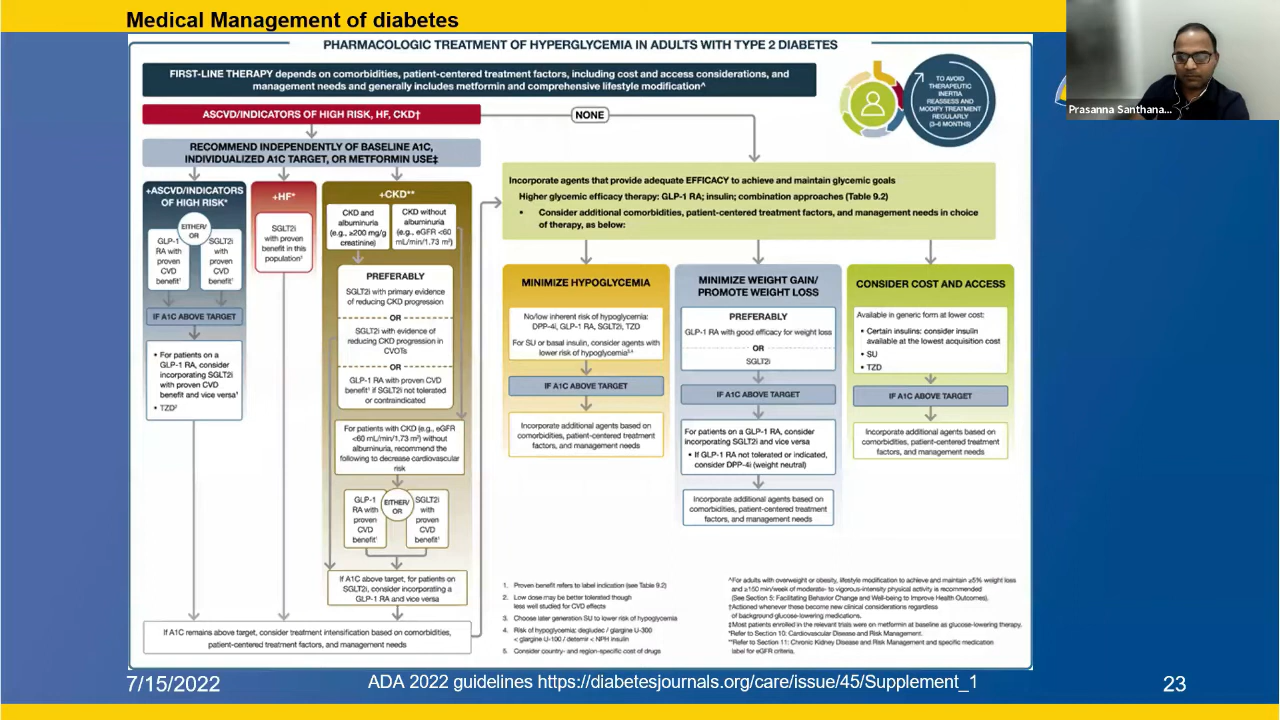 Medical Management of diabetes
Prasanna Santhana...
PHARMACOLOGIC TREATMENT OF HYPERGLYCEMIA IN ADULTS WITH TYPE 2 DIABETES
FIRST-LINE THERAPY depends on comorbidities, patient-centered treatment factors, including cost and access considerations, and
management needs and generally includes metformin and comprehensive lifestyle modification^
TO AVOID
THERAPEUTIC
INERTIA
REASSESS AND
MODIFY TREATMENT
REGULARLY
(3-6 MONTHS)
ASCVD/INDICATORS OF HIGH RISK, HF, CKD†
NONE
RECOMMEND INDEPENDENTLY OF BASELINE A1C,
INDIVIDUALIZED A1C TARGET, OR METFORMIN USE‡
+ASCVD/INDICATORS
OF HIGH RISK*
EITHER/
OR
GLP-1
RA with
proven
CVD
benefit¹
SGLT2i
with
proven
CVD
benefit¹
IF A1C ABOVE TARGET
• For patients on a
GLP-1 RA, consider
incorporating SGLT2i
with proven CVD
benefit and vice versa¹
• TZD²
+HF*
SGLT2i
with proven
benefit in this
population¹
+CKD**
CKD and
albuminuria
(e.g., ≥200 mg/g
creatinine)
CKD without
albuminuria
(e.g., eGFR <60
mL/min/1.73 m²)
PREFERABLY
SGLT2i with primary evidence
of reducing CKD progression
OR
SGLT2i with evidence of
reducing CKD progression in
CVOTs
OR
GLP-1 RA with proven CVD
benefit¹ if SGLT2i not tolerated
or contraindicated
For patients with CKD (e.g., eGFR
<60 mL/min/1.73 m²) without
albuminuria, recommend the
following to decrease cardiovascular
risk
GLP-1
RA with
proven
CVD
benefit¹
EITHER/
OR
SGLT2i
with
proven
CVD
benefit¹
If A1C above target, for patients on
SGLT2i, consider incorporating a
GLP-1 RA and vice versa
If A1C remains above target, consider treatment intensification based on comorbidities,
patient-centered treatment factors, and management needs
Incorporate agents that provide adequate EFFICACY to achieve and maintain glycemic goals
Higher glycemic efficacy therapy: GLP-1 RA; insulin; combination approaches (Table 9.2)
• Consider additional comorbidities, patient-centered treatment factors, and management needs in choice
of therapy, as below:
MINIMIZE HYPOGLYCEMIA
No/low inherent risk of hypoglycemia:
DPP-4i, GLP-1 RA, SGLT2i, TZD
For SU or basal insulin, consider agents with
lower risk of hypoglycemia³,⁴
IF A1C ABOVE TARGET
Incorporate additional agents based on
comorbidities, patient-centered treatment
factors, and management needs
MINIMIZE WEIGHT GAIN/
PROMOTE WEIGHT LOSS
PREFERABLY
GLP-1 RA with good efficacy for weight loss
OR
SGLT2i
IF A1C ABOVE TARGET
For patients on a GLP-1 RA, consider
incorporating SGLT2i and vice versa
• If GLP-1 RA not tolerated or indicated,
consider DPP-4i (weight neutral)
Incorporate additional agents based on
comorbidities, patient-centered treatment
factors, and management needs
CONSIDER COST AND ACCESS
Available in generic form at lower cost:
• Certain insulins: consider insulin
available at the lowest acquisition cost
• SU
• TZD
IF A1C ABOVE TARGET
Incorporate additional agents based on
comorbidities, patient-centered treatment
factors, and management needs
1. Proven benefit refers to label indication (see Table 9.2)
2. Low dose may be better tolerated though
less well studied for CVD effects
3. Choose later generation SU to lower risk of hypoglycemia
4. Risk of hypoglycemia: degludec / glargine U-300
< glargine U-100 / detemir < NPH insulin
5. Consider country- and region-specific cost of drugs
^For adults with overweight or obesity, lifestyle modification to achieve and maintain ≥5% weight loss
and ≥150 min/week of moderate- to vigorous-intensity physical activity is recommended
(See Section 5: Facilitating Behavior Change and Well-being to Improve Health Outcomes).
†Actioned whenever these become new clinical considerations regardless
of background glucose-lowering medications.
‡Most patients enrolled in the relevant trials were on metformin at baseline as glucose-lowering therapy.
*Refer to Section 10: Cardiovascular Disease and Risk Management.
**Refer to Section 11: Chronic Kidney Disease and Risk Management and specific medication
label for eGFR criteria.
7/15/2022
ADA 2022 guidelines https://diabetesjournals.org/care/issue/45/Supplement_1
23